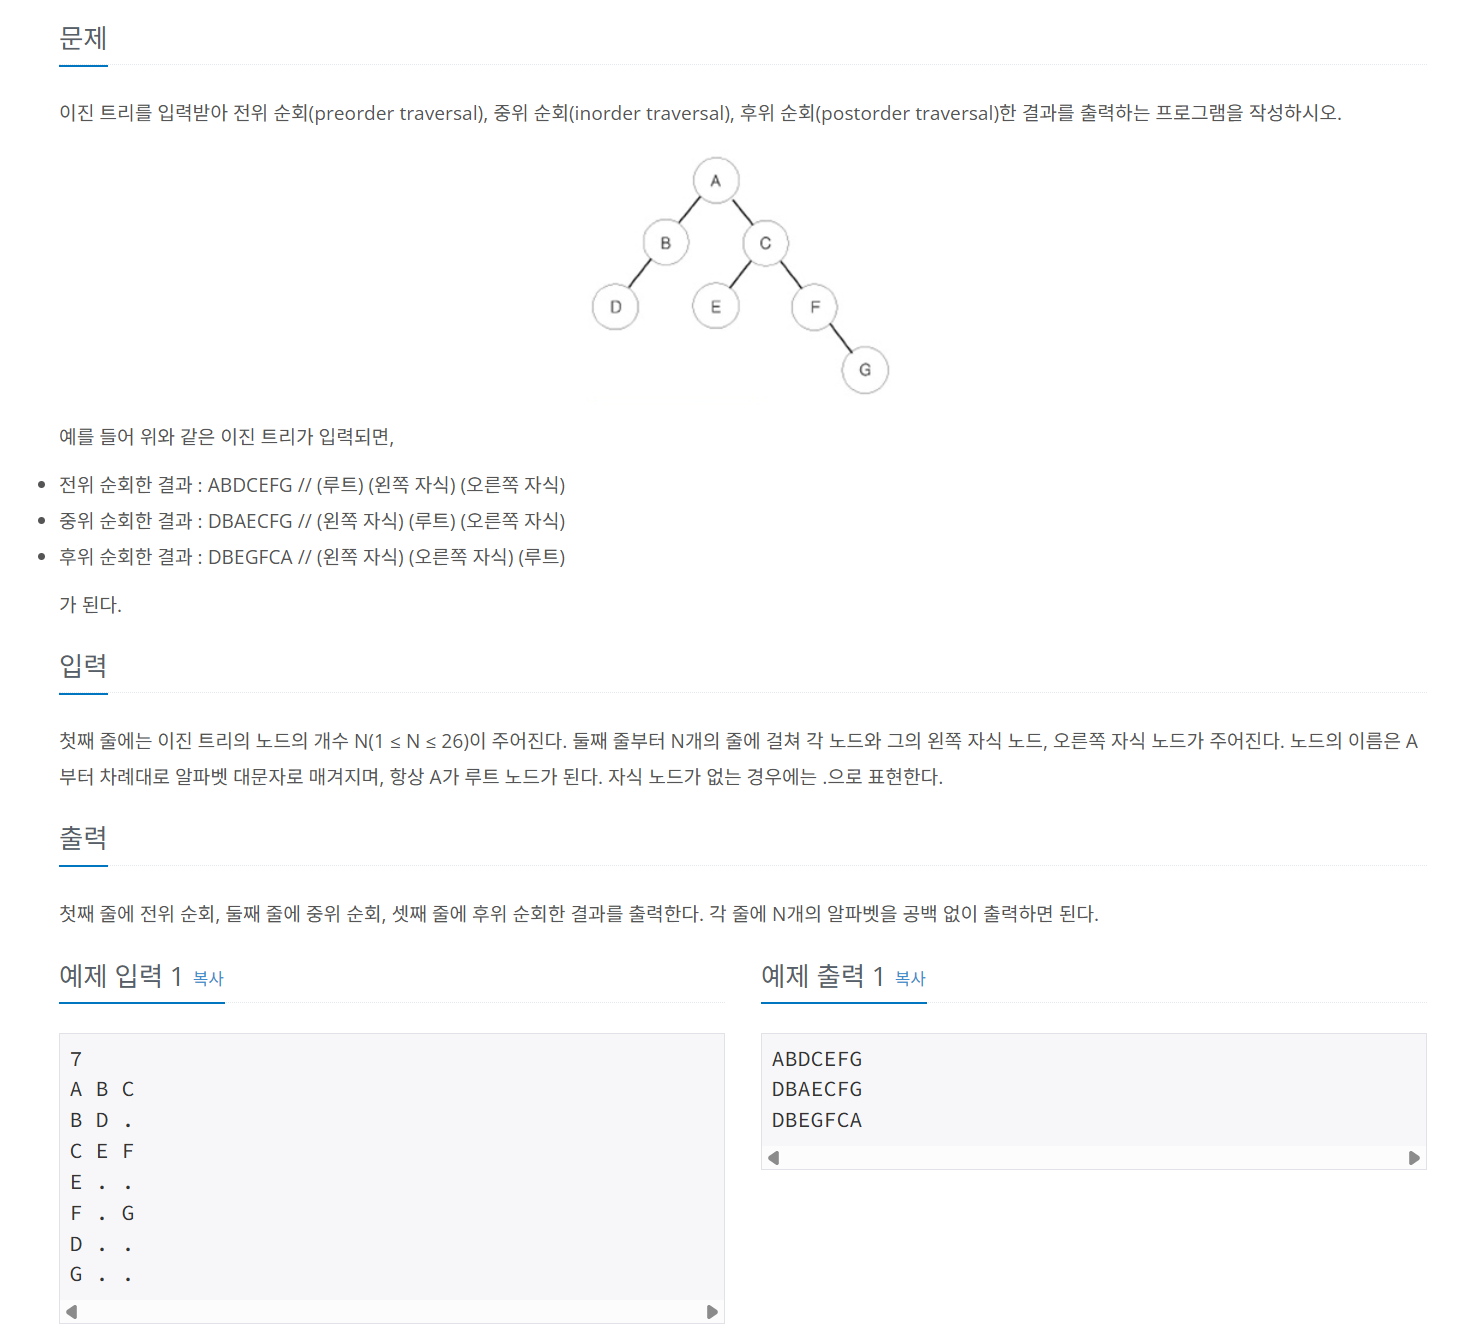 문제
이진 트리를 입력받아 전위 순회(preorder traversal), 중위 순회(inorder traversal), 후위 순회(postorder traversal)한 결과를 출력하는 프로그램을 작성하시오.
A
B C
D E F
G
예를 들어 위와 같은 이진 트리가 입력되면,
전위 순회한 결과 : ABDCEFG // (루트) (왼쪽 자식) (오른쪽 자식)
중위 순회한 결과 : DBAECFG // (왼쪽 자식) (루트) (오른쪽 자식)
후위 순회한 결과 : DBEGFCA // (왼쪽 자식) (오른쪽 자식) (루트)
가 된다.
입력
첫째 줄에는 이진 트리의 노드의 개수 N(1 ≤ N ≤ 26)이 주어진다. 둘째 줄부터 N개의 줄에 걸쳐 각 노드와 그의 왼쪽 자식 노드, 오른쪽 자식 노드가 주어진다. 노드의 이름은 A
부터 차례대로 알파벳 대문자로 매겨지며, 항상 A가 루트 노드가 된다. 자식 노드가 없는 경우에는 .으로 표현한다.
출력
첫째 줄에 전위 순회, 둘째 줄에 중위 순회, 셋째 줄에 후위 순회한 결과를 출력한다. 각 줄에 N개의 알파벳을 공백 없이 출력하면 된다.
예제 입력 1 복사
7
A B C
B D .
C E F
E . .
F . G
D . .
G . .
예제 출력 1 복사
ABDCEFG
DBAECFG
DBEGFCA